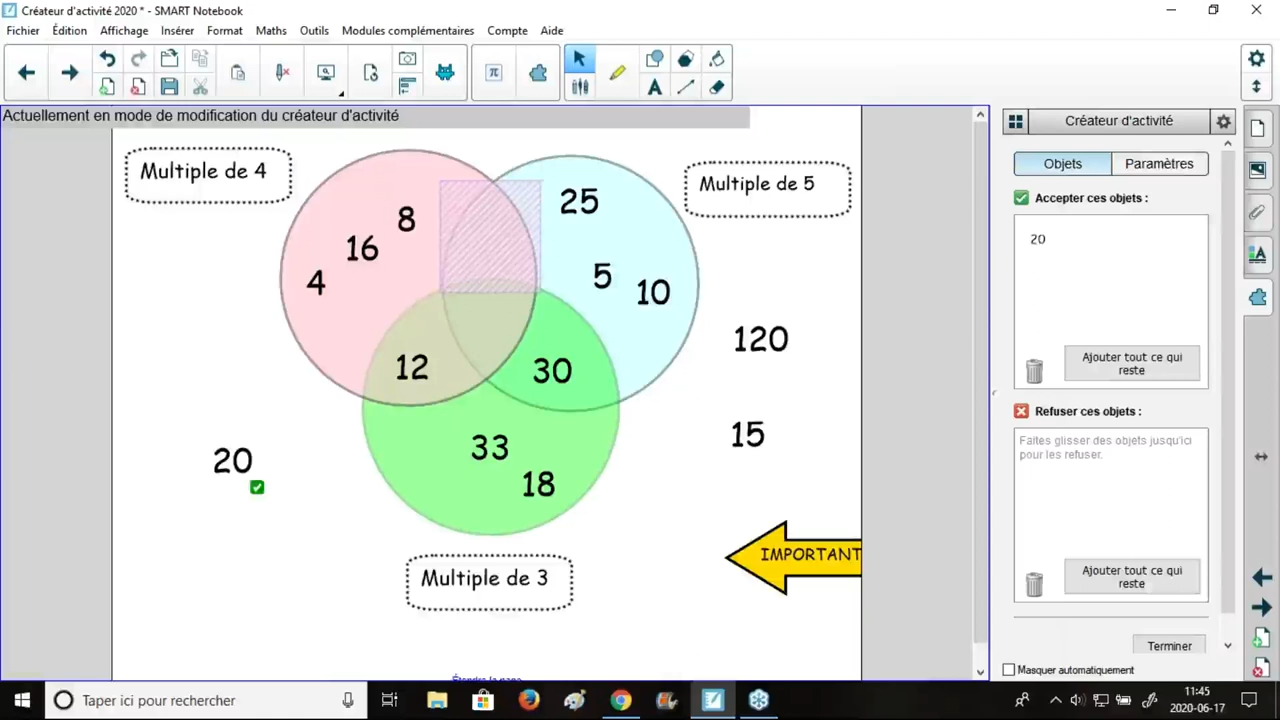 Créateur d'activité 2020 * - SMART Notebook
Fichier Édition Affichage Insérer Format Maths Outils Modules complémentaires Compte Aide
π
A
Actuellement en mode de modification du créateur d'activité
Multiple de 4
Multiple de 5
8
16
4
25
5
10
12
30
33
18
120
15
20
IMPORTANT
Multiple de 3
Étendre la page
Créateur d'activité
Objets Paramètres
Accepter ces objets :
20
Ajouter tout ce qui
reste
Refuser ces objets :
Faites glisser des objets jusqu'ici
pour les refuser.
Ajouter tout ce qui
reste
Terminer
Masquer automatiquement
Taper ici pour rechercher
11:45
2020-06-17